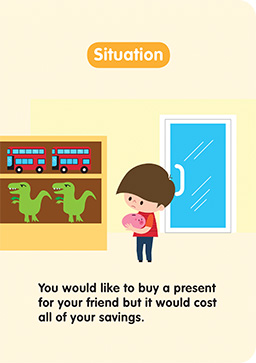 Situation
You would like to buy a present
for your friend but it would cost
all of your savings.